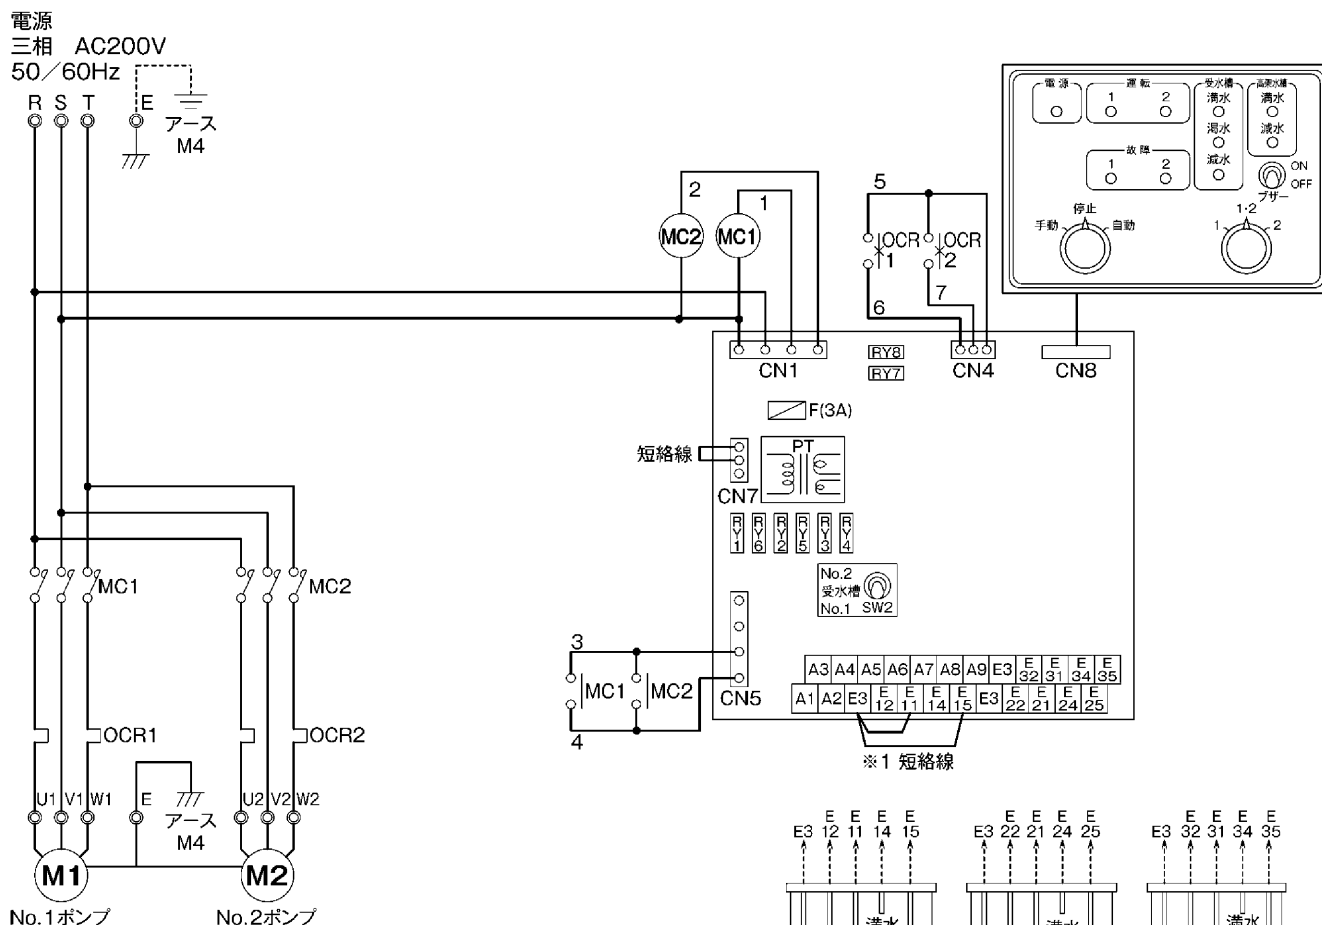 電源
三相 AC200V
50／60Hz
R S T E
アース
M4
電源
運転
1 2
故障
1 2
受水槽
満水
渇水
減水
高架水槽
満水
減水
ON
OFF
ブザー
手動 停止 自動
1 1·2 2
2 1
MC2 MC1
5
OCR
1
OCR
2
6 7
CN1
RY8
RY7
CN4
CN8
F(3A)
短絡線
PT
CN7
RY1 RY6 RY2 RY5 RY3 RY4
No.2
受水槽
No.1 SW2
MC1 MC2
3
MC1 MC2
4
CN5
A3 A4 A5 A6 A7 A8 A9 E3 E32 E31 E34 E35
A1 A2 E3 E12 E11 E14 E15 E3 E22 E21 E24 E25
※1 短絡線
OCR1 OCR2
U1 V1 W1 E U2 V2 W2
アース
M4
M1 M2
No.1ポンプ No.2ポンプ
E3 E12 E11 E14 E15
E3 E22 E21 E24 E25
E3 E32 E31 E34 E35
満水 満水 満水